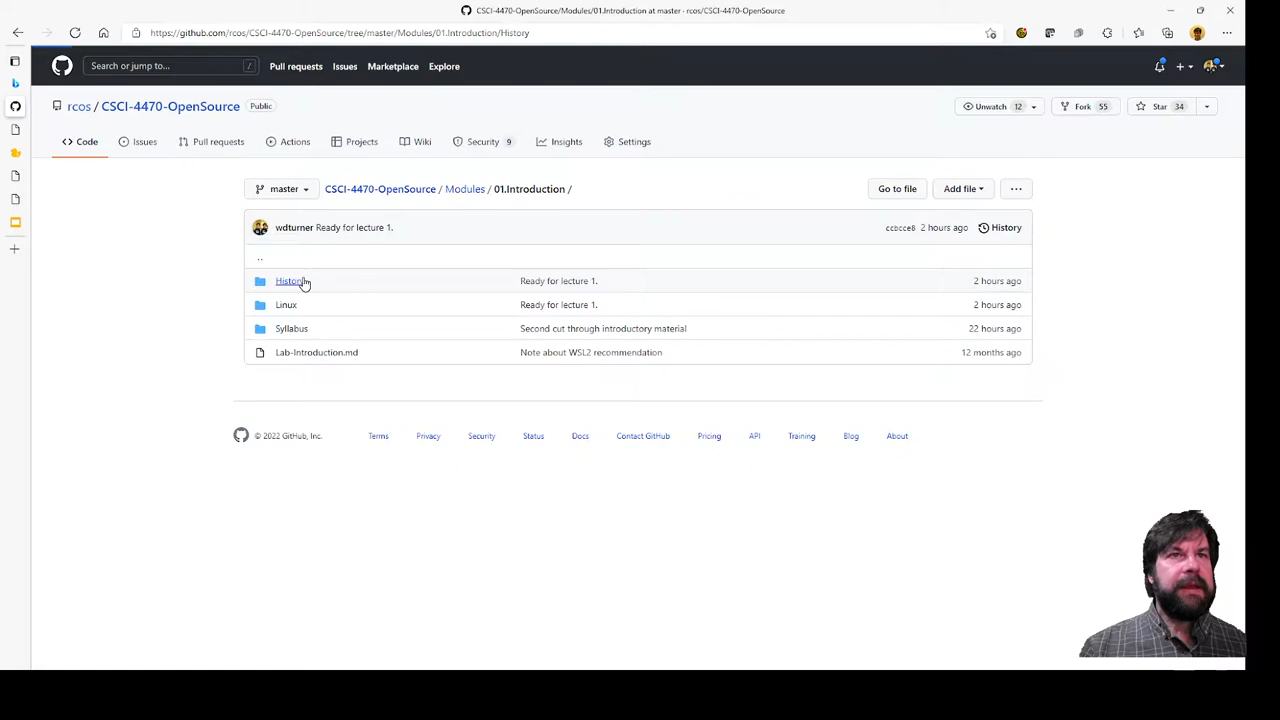 CSCI-4470-OpenSource/Modules/01.Introduction at master · rcos/CSCI-4470-OpenSource
https://github.com/rcos/CSCI-4470-OpenSource/tree/master/Modules/01.Introduction/History
Search or jump to... / Pull requests Issues Marketplace Explore
rcos / CSCI-4470-OpenSource Public Unwatch 12 Fork 55 Star 34
Code Issues Pull requests Actions Projects Wiki Security 9 Insights Settings
master CSCI-4470-OpenSource / Modules / 01.Introduction / Go to file Add file ...
wdturner Ready for lecture 1. ccbcce8 2 hours ago History
..
History Ready for lecture 1. 2 hours ago
Linux Ready for lecture 1. 2 hours ago
Syllabus Second cut through introductory material 22 hours ago
Lab-Introduction.md Note about WSL2 recommendation 12 months ago
© 2022 GitHub, Inc. Terms Privacy Security Status Docs Contact GitHub Pricing API Training Blog About